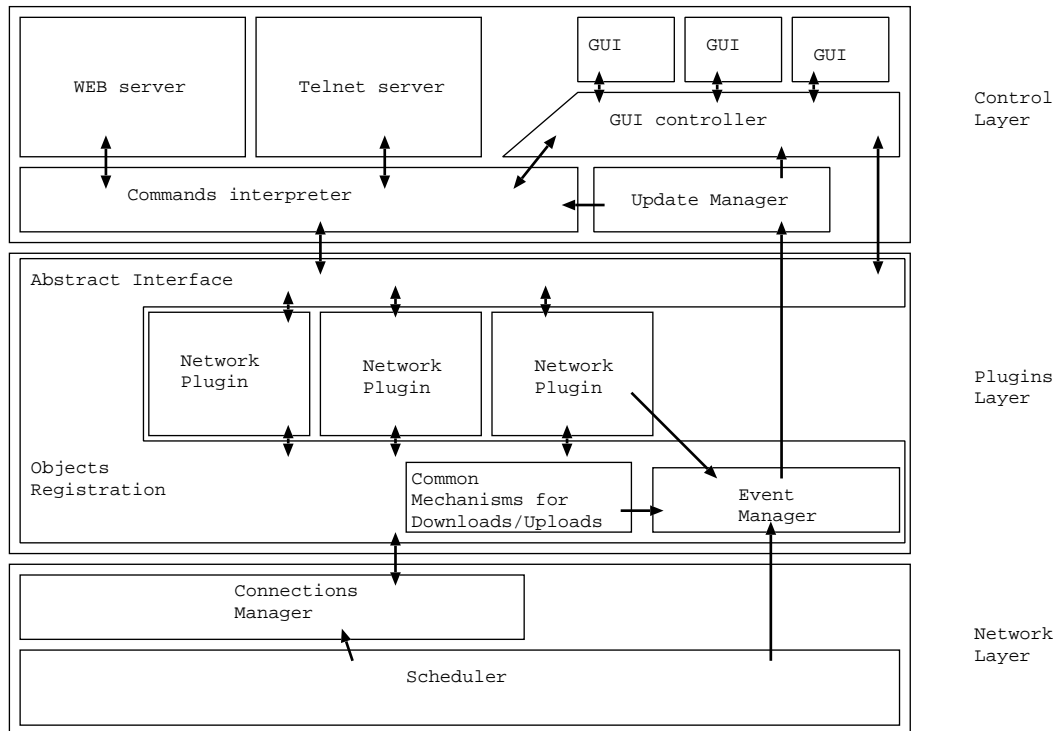 GUI
GUI
GUI
WEB server
Telnet server
Control
Layer
GUI controller
Commands interpreter
Update Manager
Abstract Interface
Network
Plugin
Network
Plugin
Network
Plugin
Plugins
Layer
Objects
Registration
Common
Mechanisms for
Downloads/Uploads
Event
Manager
Connections
Manager
Network
Layer
Scheduler